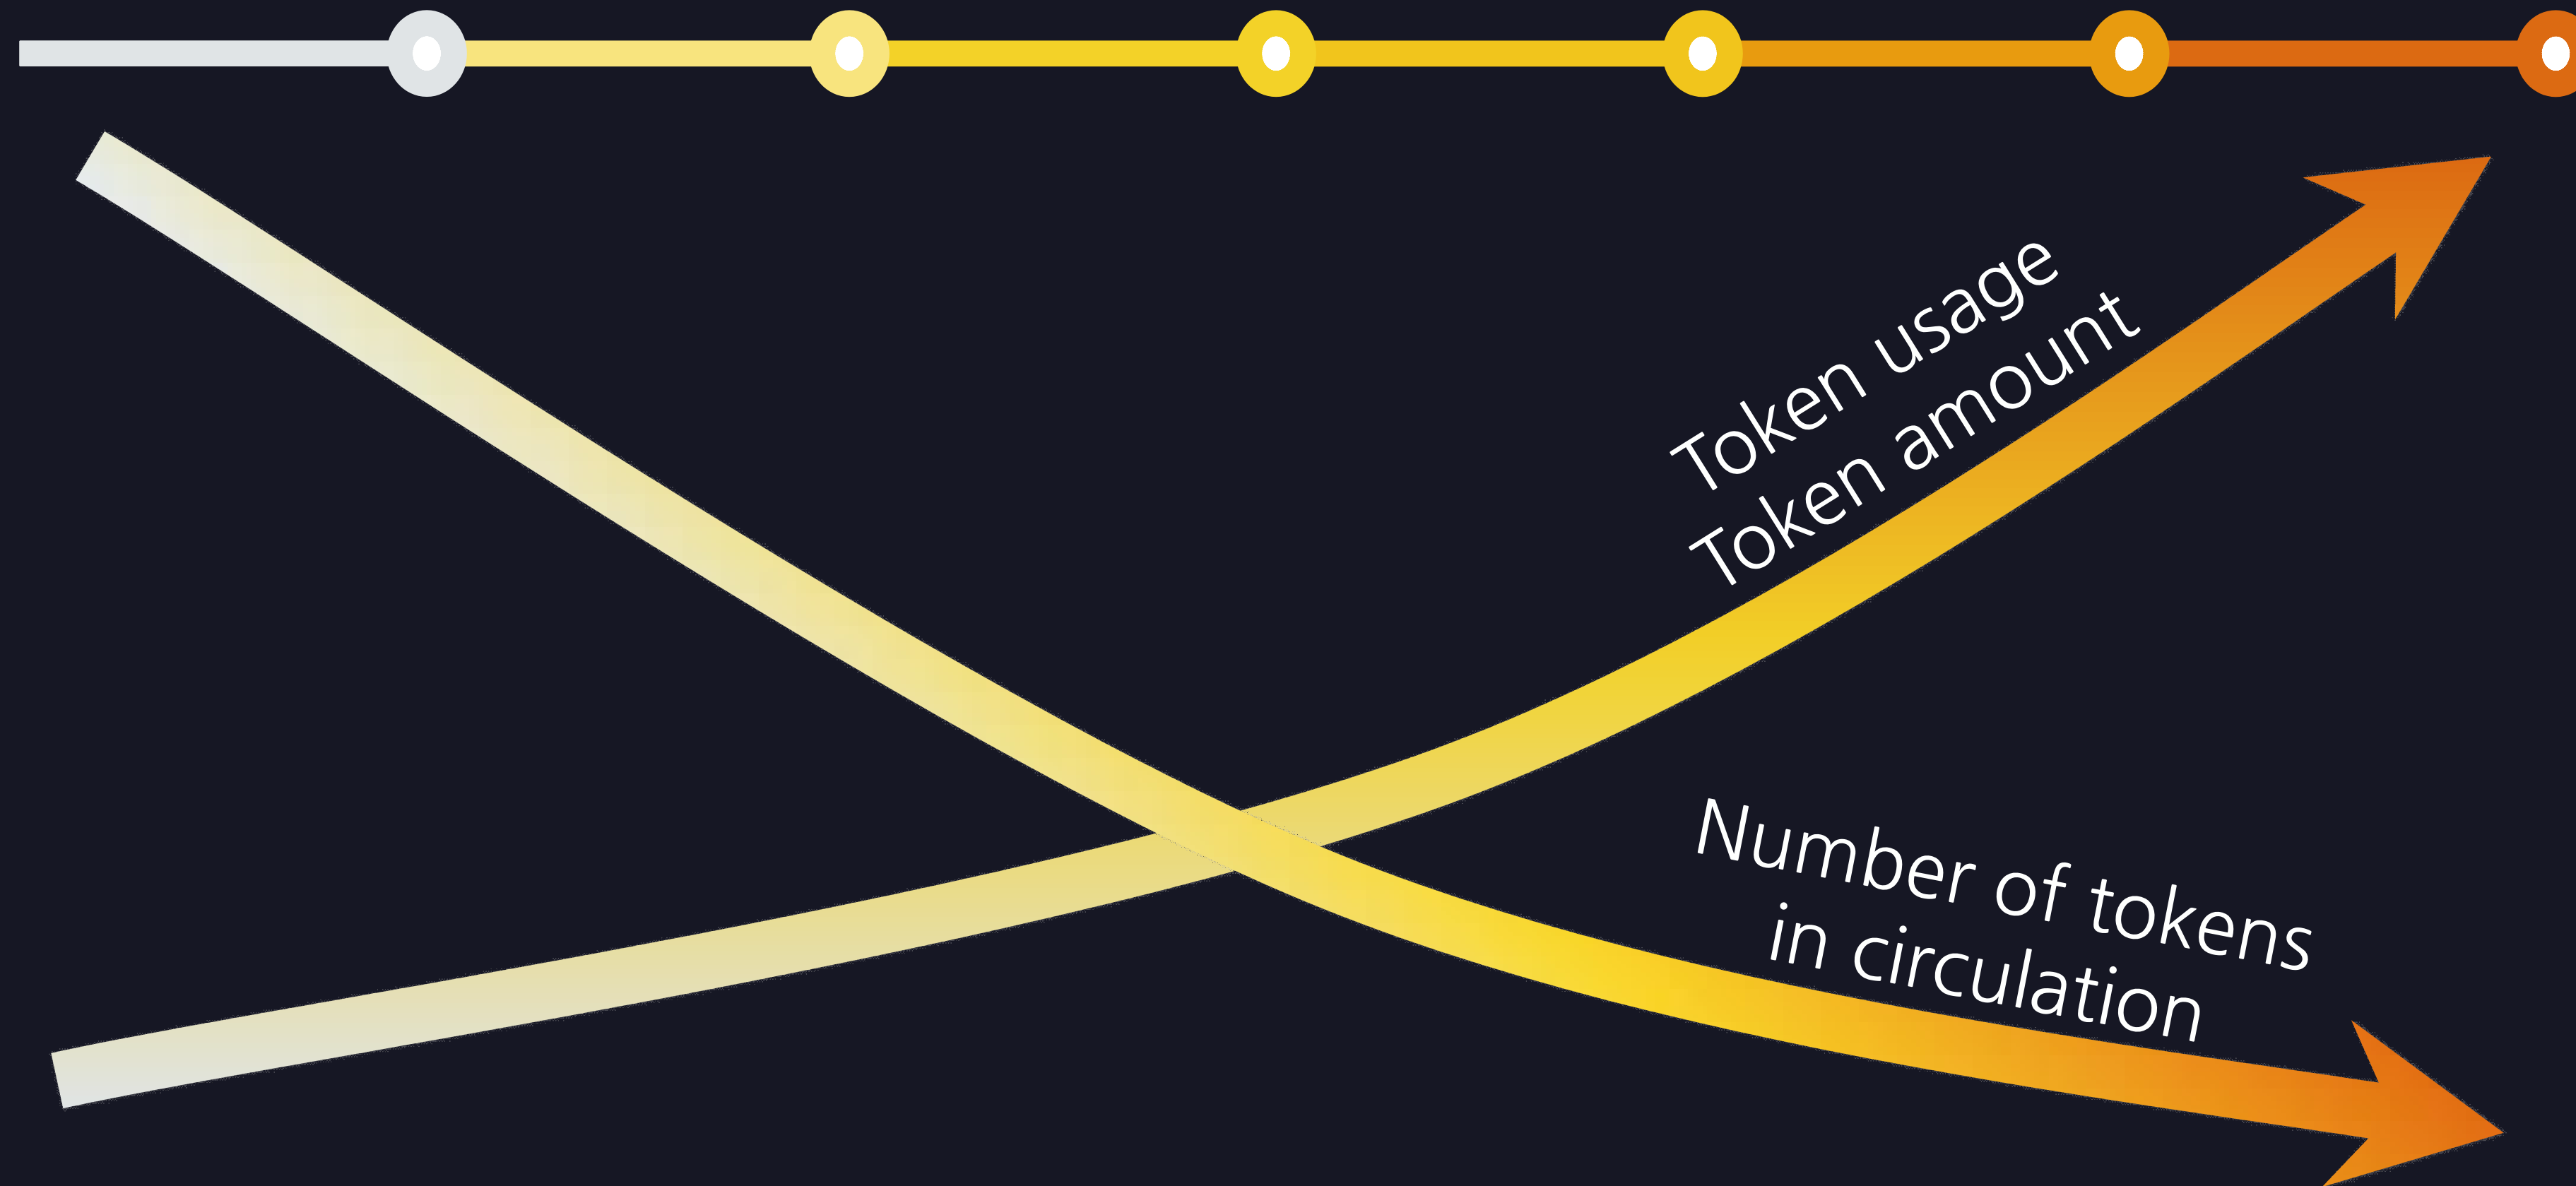 Token usage
Token amount
Number of tokens
in circulation